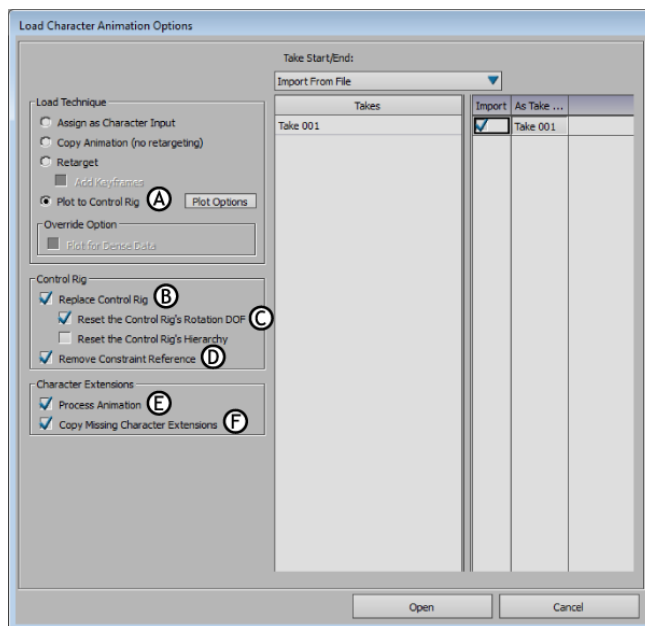 Load Character Animation Options
Take Start/End:
Import From File
Load Technique
Assign as Character Input
Copy Animation (no retargeting)
Retarget
Add Keyframes
Plot to Control Rig A Plot Options
Override Option
Plot for Dense Data
Control Rig
Replace Control Rig B
Reset the Control Rig's Rotation DOF C
Reset the Control Rig's Hierarchy
Remove Constraint Reference D
Character Extensions
Process Animation E
Copy Missing Character Extensions F
Takes
Take 001
Import As Take ...
Take 001
Open Cancel